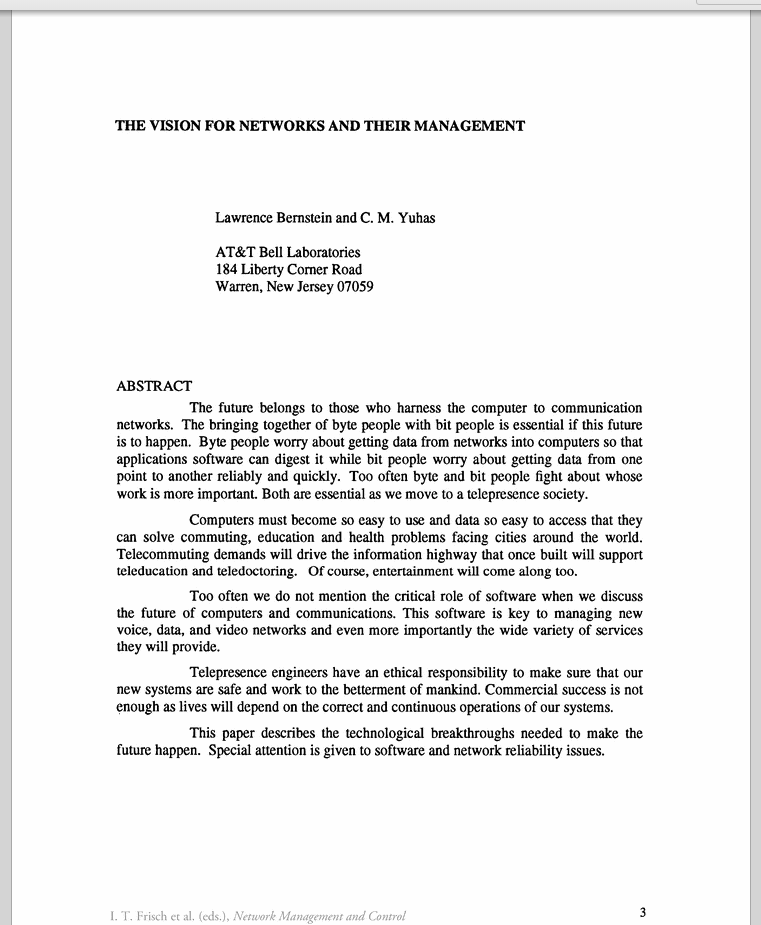 THE VISION FOR NETWORKS AND THEIR MANAGEMENT
Lawrence Bernstein and C. M. Yuhas
AT&T Bell Laboratories
184 Liberty Corner Road
Warren, New Jersey 07059
ABSTRACT
The future belongs to those who harness the computer to communication
networks. The bringing together of byte people with bit people is essential if this future
is to happen. Byte people worry about getting data from networks into computers so that
applications software can digest it while bit people worry about getting data from one
point to another reliably and quickly. Too often byte and bit people fight about whose
work is more important. Both are essential as we move to a telepresence society.
Computers must become so easy to use and data so easy to access that they
can solve commuting, education and health problems facing cities around the world.
Telecommuting demands will drive the information highway that once built will support
teleducation and teledoctoring. Of course, entertainment will come along too.
Too often we do not mention the critical role of software when we discuss
the future of computers and communications. This software is key to managing new
voice, data, and video networks and even more importantly the wide variety of services
they will provide.
Telepresence engineers have an ethical responsibility to make sure that our
new systems are safe and work to the betterment of mankind. Commercial success is not
enough as lives will depend on the correct and continuous operations of our systems.
This paper describes the technological breakthroughs needed to make the
future happen. Special attention is given to software and network reliability issues.
I. T. Frisch et al. (eds.), Network Management and Control
3